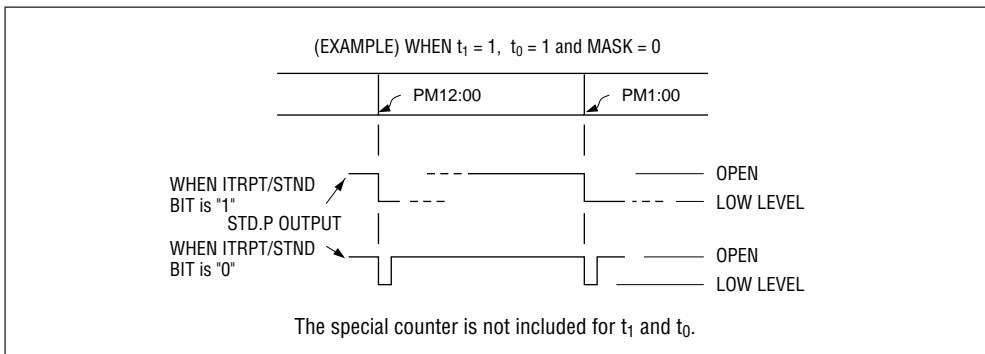 (EXAMPLE) WHEN t₁ = 1, t₀ = 1 and MASK = 0
PM12:00
PM1:00
WHEN ITRPT/STND
BIT is "1"
OPEN
LOW LEVEL
STD.P OUTPUT
WHEN ITRPT/STND
BIT is "0"
OPEN
LOW LEVEL
The special counter is not included for t₁ and t₀.